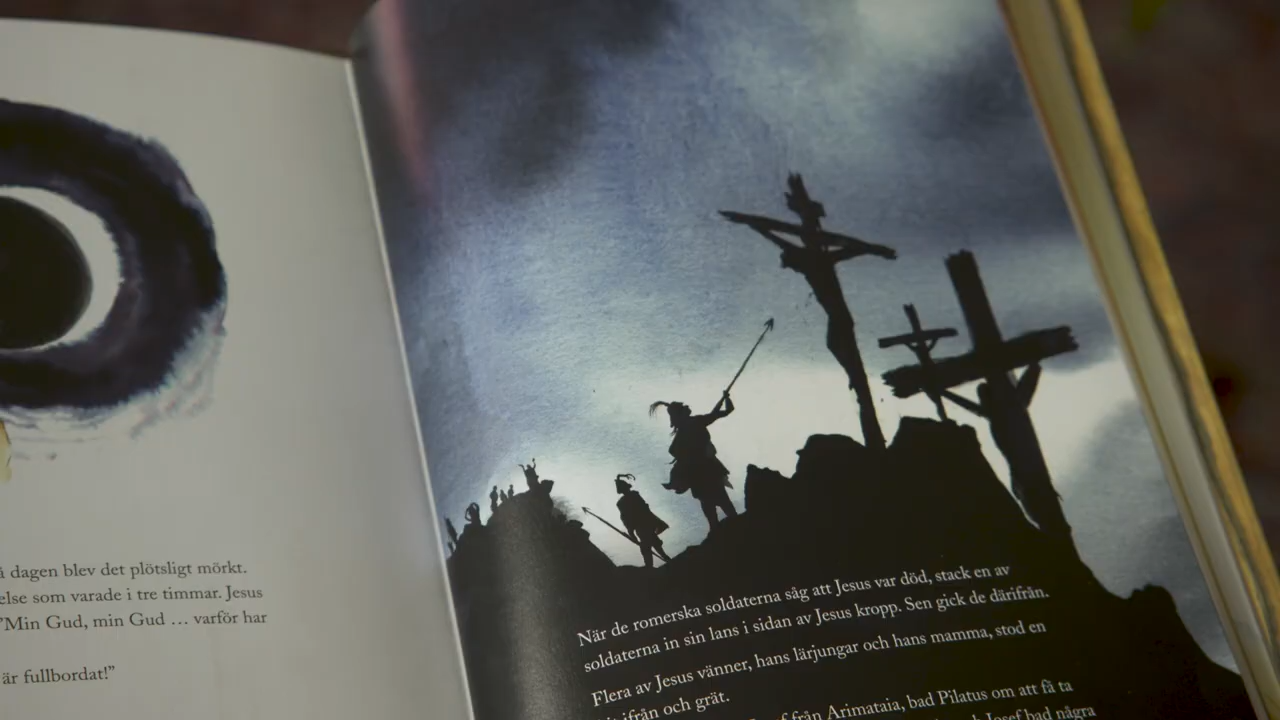 dagen blev det plötsligt mörkt.
else som varade i tre timmar. Jesus
”Min Gud, min Gud … varför har
är fullbordat!”
När de romerska soldaterna såg att Jesus var död, stack en av
soldaterna in sin lans i sidan av Jesus kropp. Sen gick de därifrån.
Flera av Jesus vänner, hans lärjungar och hans mamma, stod en
ifrån och grät.
från Arimataia, bad Pilatus om att få ta
Josef bad några